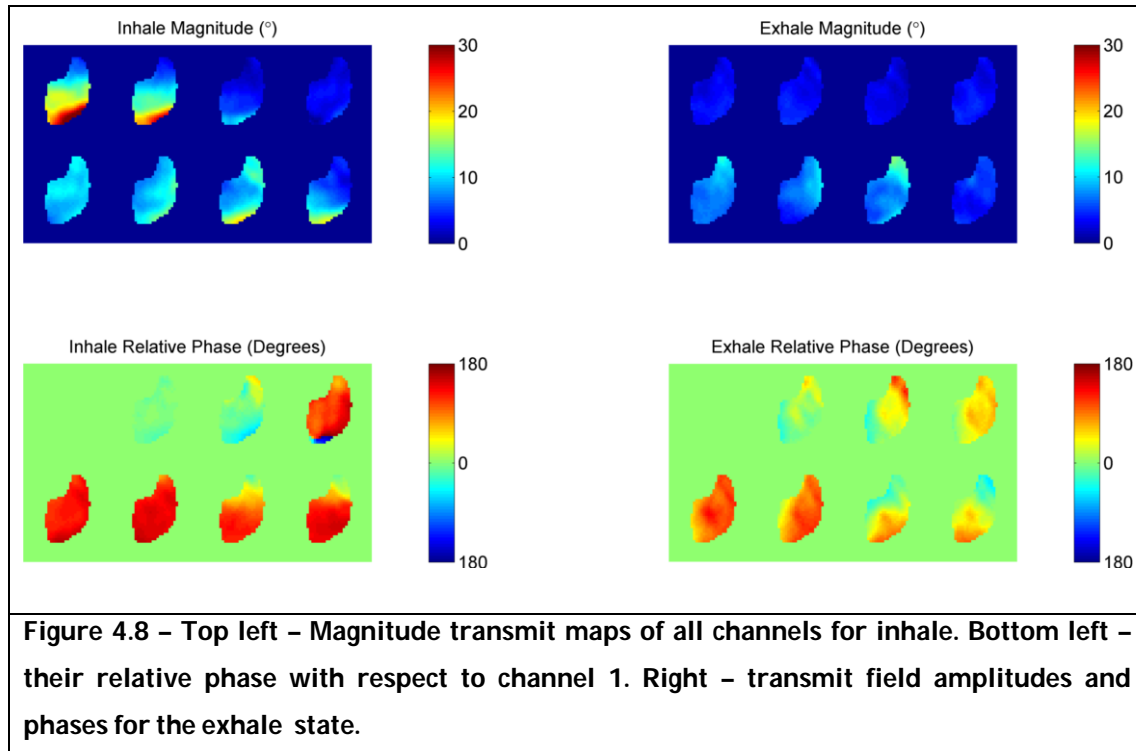 Inhale Magnitude (°)
30
20
10
0
Exhale Magnitude (°)
30
20
10
0
Inhale Relative Phase (Degrees)
180
0
180
Exhale Relative Phase (Degrees)
180
0
180
Figure 4.8 – Top left – Magnitude transmit maps of all channels for inhale. Bottom left –
their relative phase with respect to channel 1. Right – transmit field amplitudes and
phases for the exhale state.